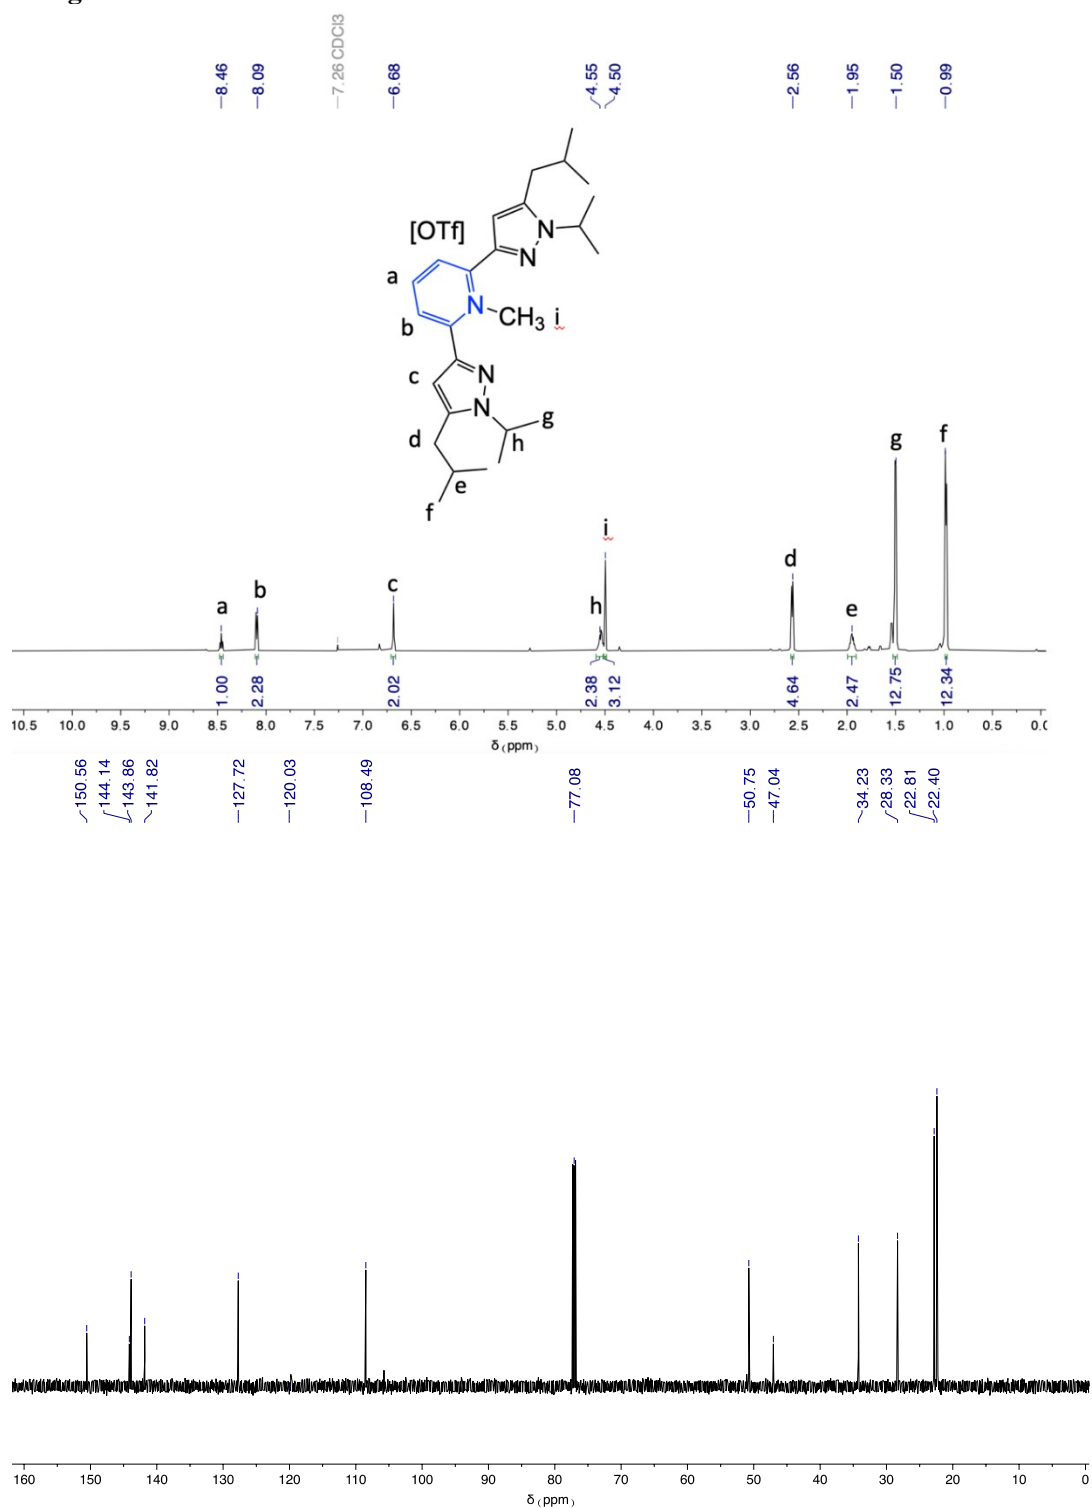 8.46
8.09
7.26 CDCl3
6.68
4.55
4.50
2.56
1.95
1.50
0.99
[OTf]
N
N
a
N
CH3 i
b
c
N
N
g
d
h
e
f
a
b
c
h
i
d
e
g
f
1.00
2.28
2.02
2.38
3.12
4.64
2.47
12.75
12.34
10.5 10.0 9.5 9.0 8.5 8.0 7.5 7.0 6.5 6.0 5.5 5.0 4.5 4.0 3.5 3.0 2.5 2.0 1.5 1.0 0.5
δ (ppm)
150.56
144.14
143.86
141.82
127.72
120.03
108.49
77.08
50.75
47.04
34.23
28.33
22.81
22.40
160 150 140 130 120 110 100 90 80 70 60 50 40 30 20 10 0
δ (ppm)